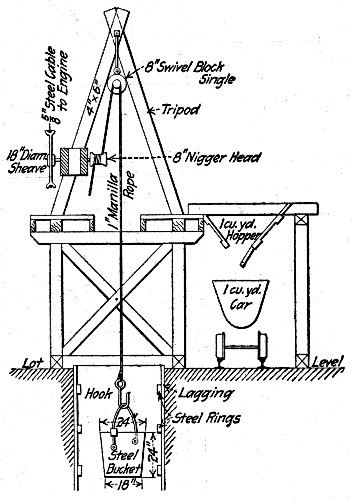 8" Swivel Block
Single
5/8" Steel Cable
to Engine
4"x6"
Tripod
18" Diam.
Sheave
8" Nigger Head
1" Manilla
Rope
1 cu. yd.
Hopper
1 cu. yd.
Car
Lot
Level
Hook
Lagging
Steel Rings
24"
Steel
Bucket
24"
18"